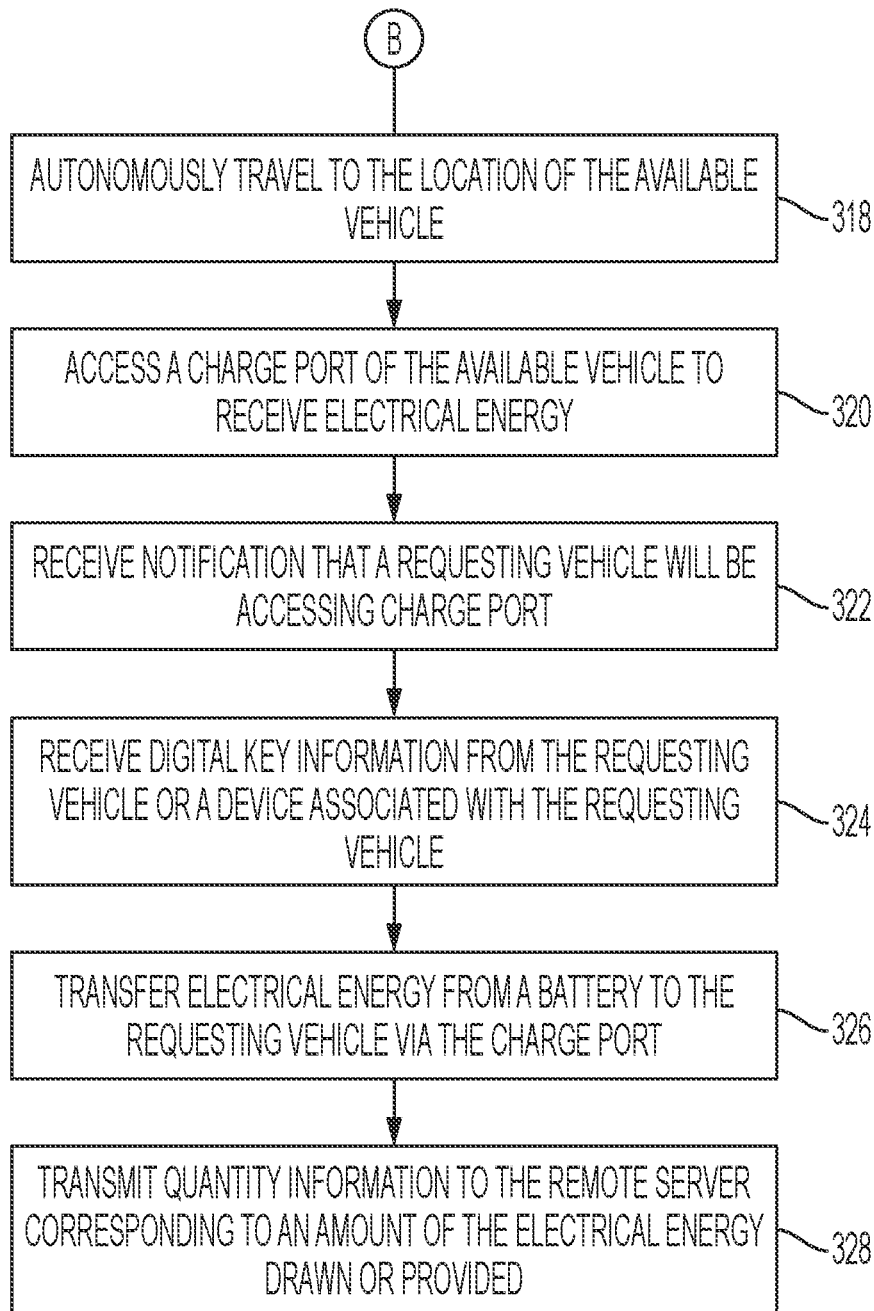 B
AUTONOMOUSLY TRAVEL TO THE LOCATION OF THE AVAILABLE
VEHICLE
318
ACCESS A CHARGE PORT OF THE AVAILABLE VEHICLE TO
RECEIVE ELECTRICAL ENERGY
320
RECEIVE NOTIFICATION THAT A REQUESTING VEHICLE WILL BE
ACCESSING CHARGE PORT
322
RECEIVE DIGITAL KEY INFORMATION FROM THE REQUESTING
VEHICLE OR A DEVICE ASSOCIATED WITH THE REQUESTING
VEHICLE
324
TRANSFER ELECTRICAL ENERGY FROM A BATTERY TO THE
REQUESTING VEHICLE VIA THE CHARGE PORT
326
TRANSMIT QUANTITY INFORMATION TO THE REMOTE SERVER
CORRESPONDING TO AN AMOUNT OF THE ELECTRICAL ENERGY
DRAWN OR PROVIDED
328